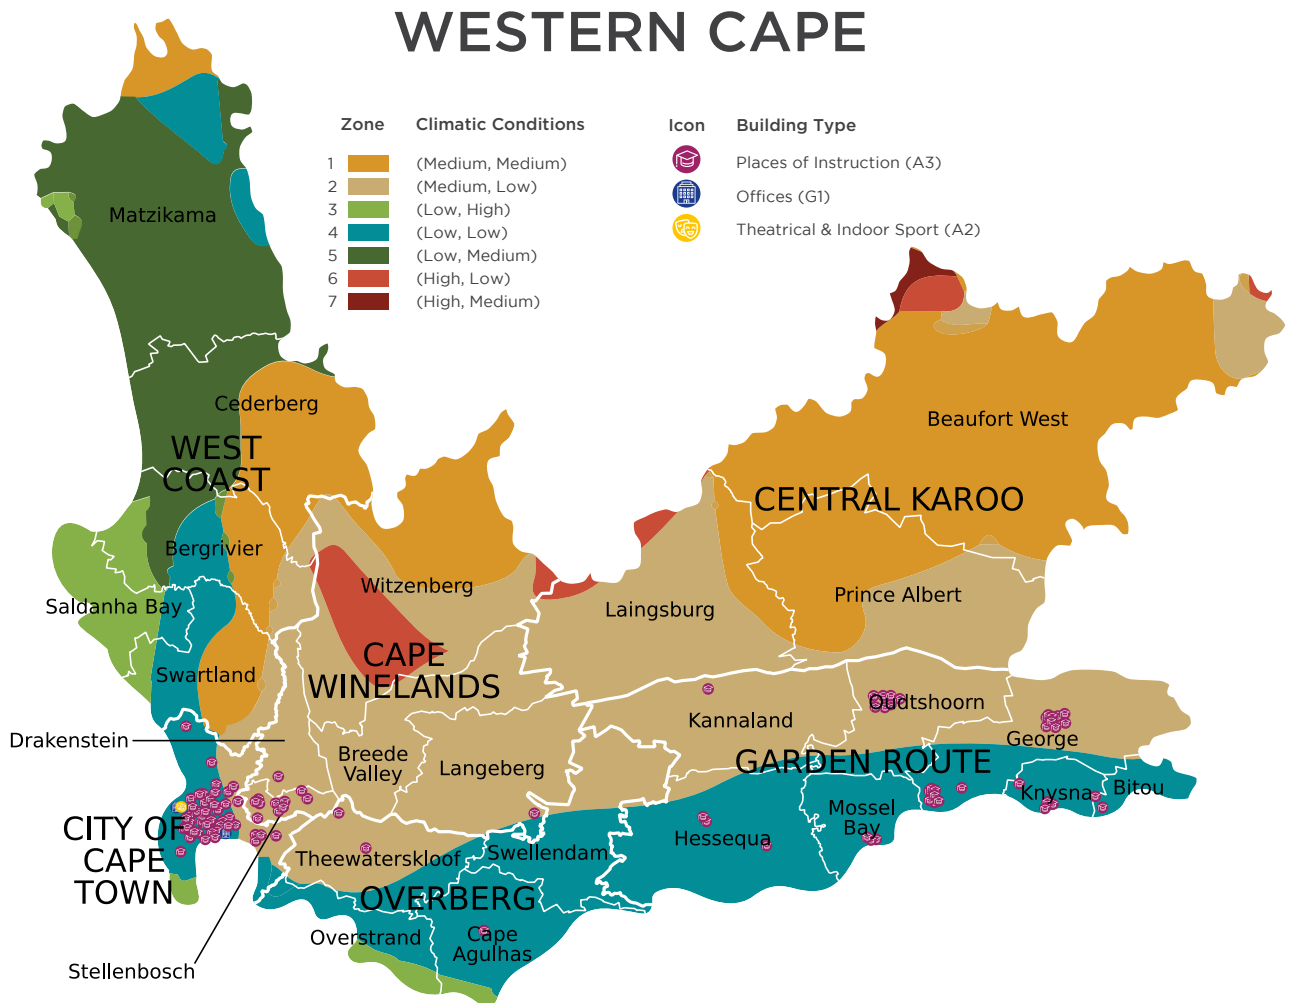 WESTERN CAPE
Zone Climatic Conditions
1 (Medium, Medium)
2 (Medium, Low)
3 (Low, High)
4 (Low, Low)
5 (Low, Medium)
6 (High, Low)
7 (High, Medium)
Icon Building Type
Places of Instruction (A3)
Offices (G1)
Theatrical & Indoor Sport (A2)
Matzikama
Cederberg
WEST
COAST
Beaufort West
CENTRAL KAROO
Bergrivier
Witzenberg
Saldanha Bay
Laingsburg
Prince Albert
Swartland
CAPE
WINELANDS
Drakenstein
Kannaland
Oudtshoorn
George
Breede
Valley
Langeberg
GARDEN ROUTE
Mossel
Bay
Knysna
Bitou
CITY OF
CAPE
TOWN
Hessequa
Theewaterskloof
Swellendam
OVERBERG
Overstrand
Cape
Agulhas
Stellenbosch